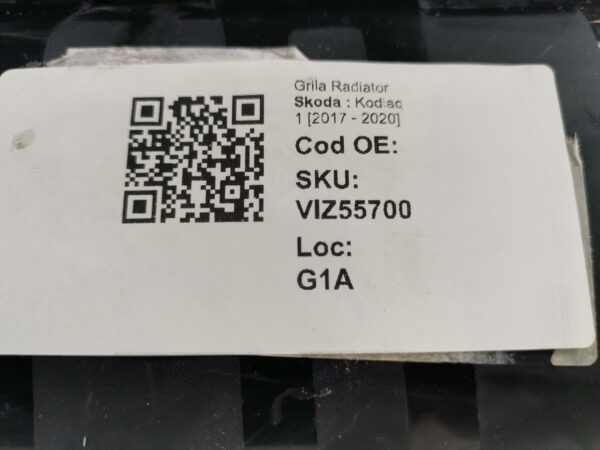 Grila Radiator
Skoda : Kodiaq
1 [2017 - 2020]
Cod OE:
SKU:
VIZ55700
Loc:
G1A